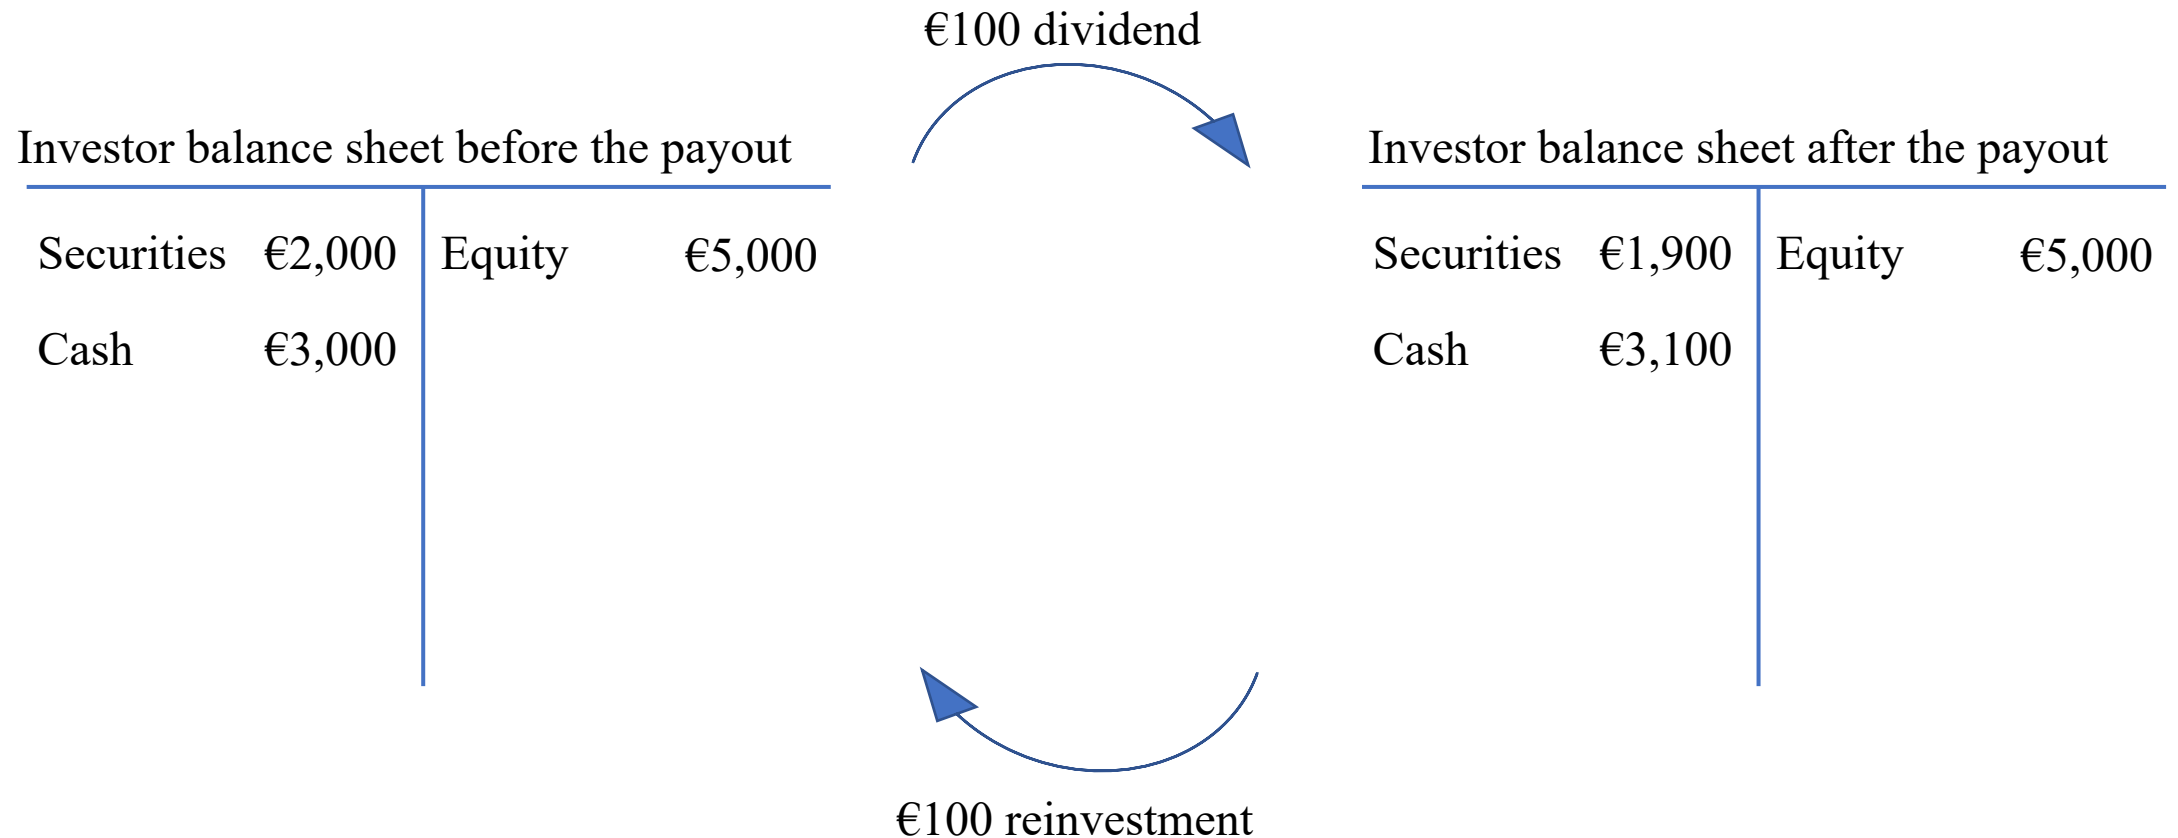 €100 dividend
Investor balance sheet before the payout
Securities €2,000 Equity €5,000
Cash €3,000
Investor balance sheet after the payout
Securities €1,900 Equity €5,000
Cash €3,100
€100 reinvestment